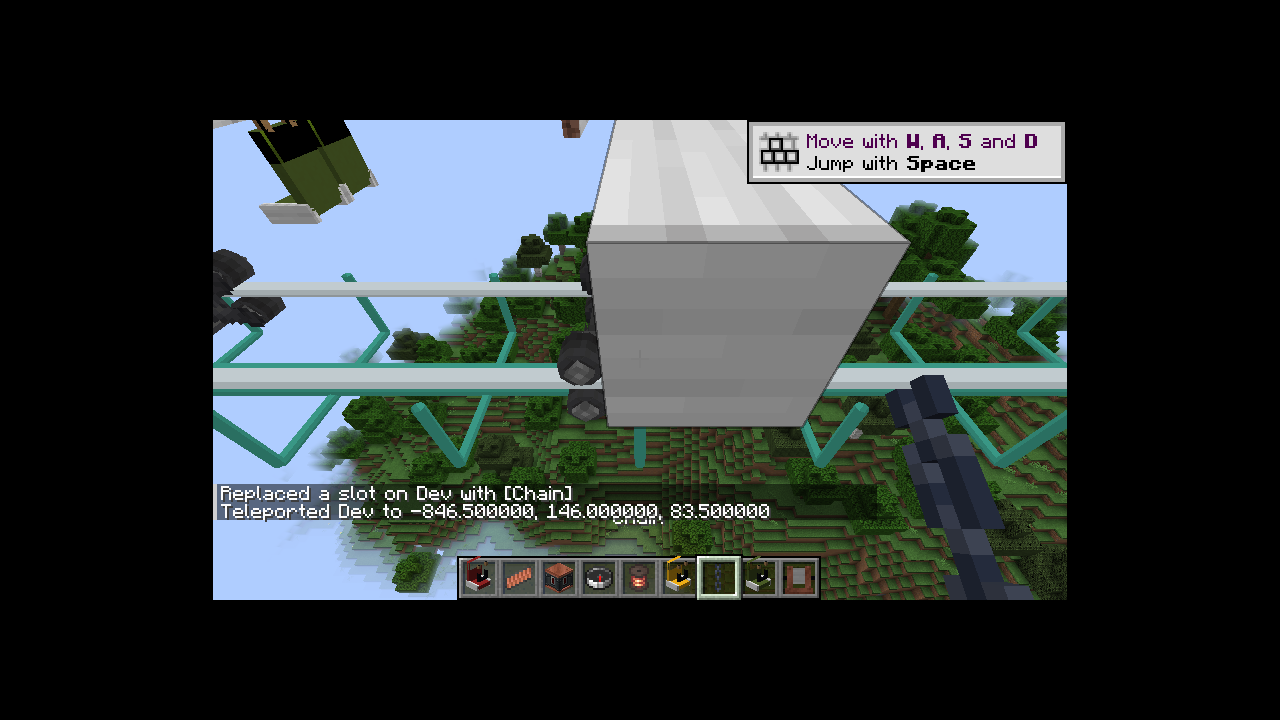 Move with W, A, S and D
Jump with Space
Replaced a slot on Dev with [Chain]
Teleported Dev to -846.500000, 146.000000, 83.500000
Chain